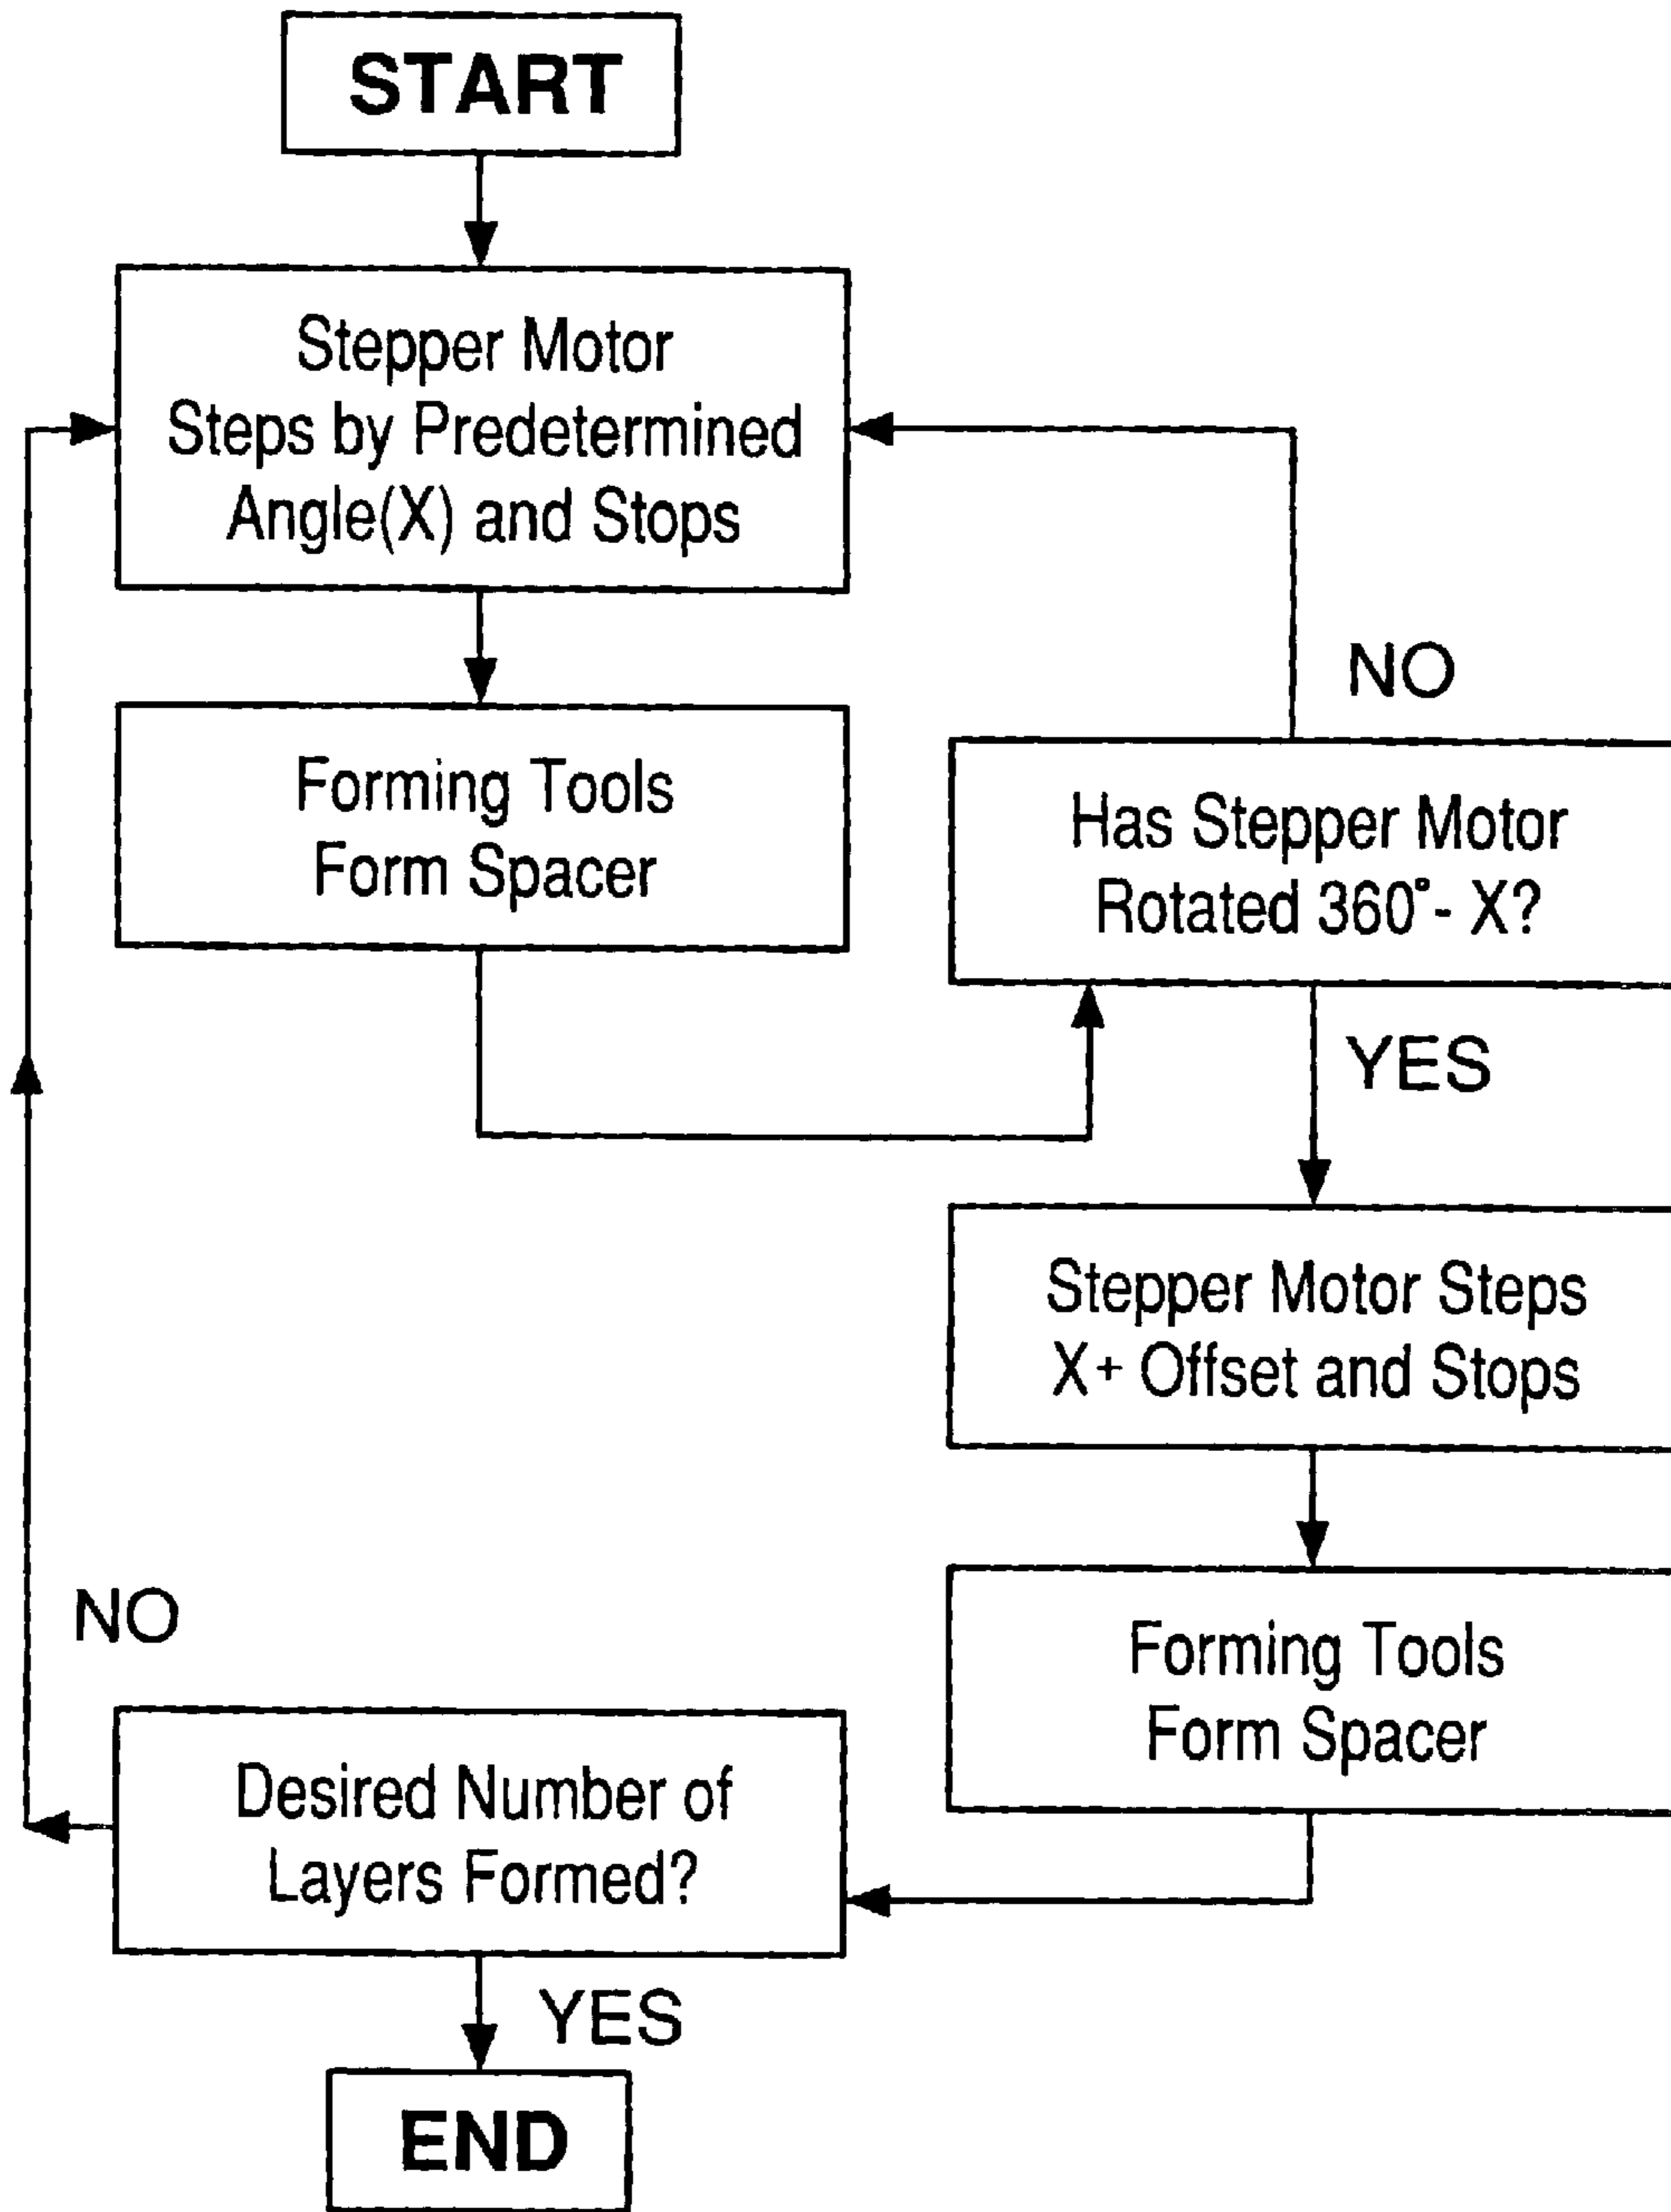 START
Stepper Motor
Steps by Predetermined
Angle(X) and Stops
Forming Tools
Form Spacer
NO
Has Stepper Motor
Rotated 360°- X?
YES
Stepper Motor Steps
X+ Offset and Stops
Forming Tools
Form Spacer
NO
Desired Number of
Layers Formed?
YES
END